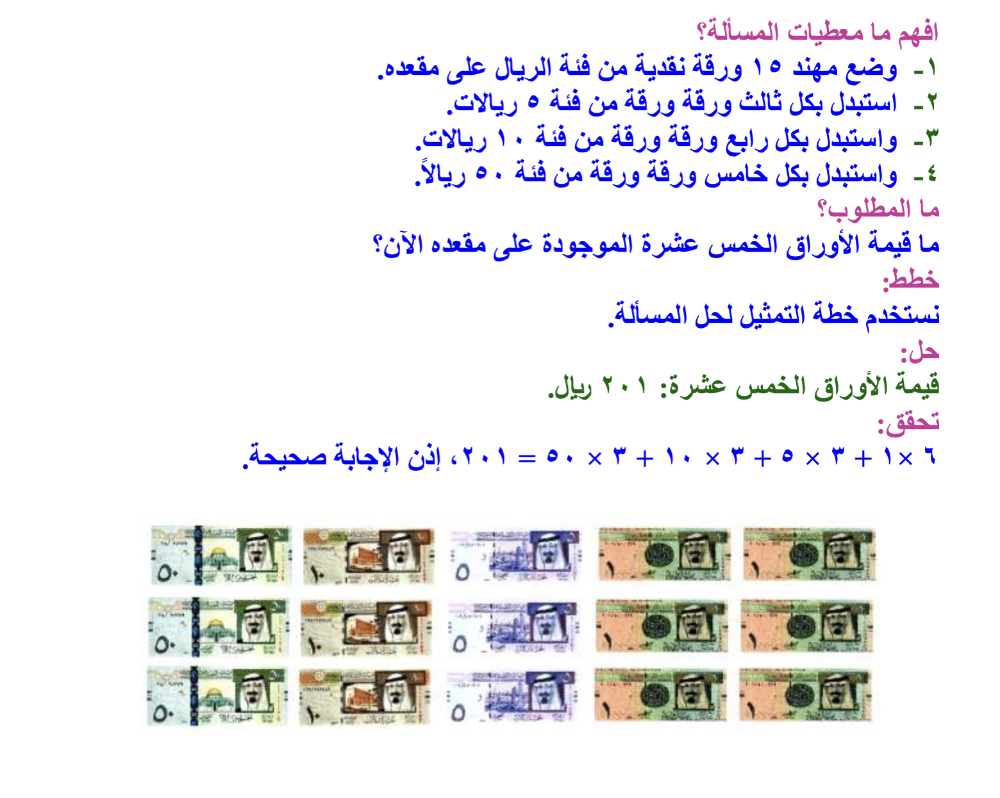 افهم ما معطيات المسألة؟
١- وضع مهند ١٥ ورقة نقدية من فئة الريال على مقعده.
٢- استبدل بكل ثالث ورقة ورقة من فئة ٥ ريالات.
٣- واستبدل بكل رابع ورقة ورقة من فئة ١٠ ريالات.
٤- واستبدل بكل خامس ورقة ورقة من فئة ٥٠ ريالاً.
ما المطلوب؟
ما قيمة الأوراق الخمس عشرة الموجودة على مقعده الآن؟
خطط:
نستخدم خطة التمثيل لحل المسألة.
حل:
قيمة الأوراق الخمس عشرة: ٢٠١ ريال.
تحقق:
٦ ×١ + ٣ × ٥ + ٣ × ١٠ + ٣ × ٥٠ = ٢٠١، إذن الإجابة صحيحة.
١ ١ ٥ ١٠ ٥٠
١ ١ ٥ ١٠ ٥٠
١ ١ ٥ ١٠ ٥٠